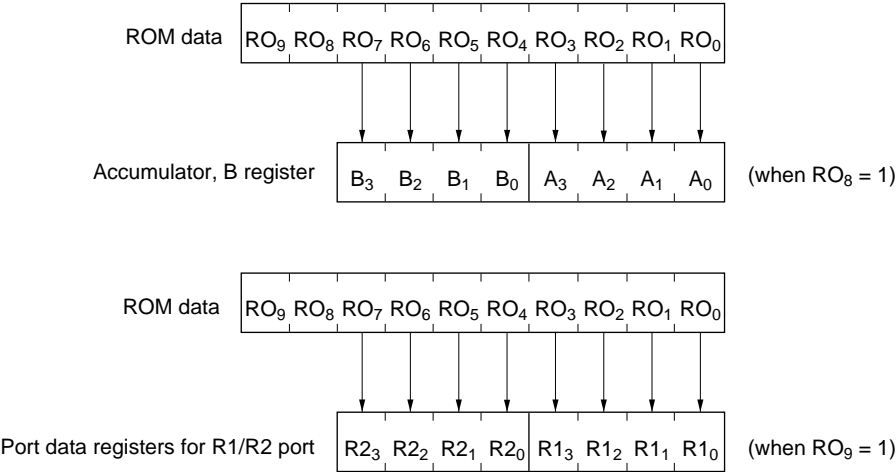 ROM data RO₉ RO₈ RO₇ RO₆ RO₅ RO₄ RO₃ RO₂ RO₁ RO₀
Accumulator, B register B₃ B₂ B₁ B₀ A₃ A₂ A₁ A₀ (when RO₈ = 1)
ROM data RO₉ RO₈ RO₇ RO₆ RO₅ RO₄ RO₃ RO₂ RO₁ RO₀
Port data registers for R1/R2 port R2₃ R2₂ R2₁ R2₀ R1₃ R1₂ R1₁ R1₀ (when RO₉ = 1)